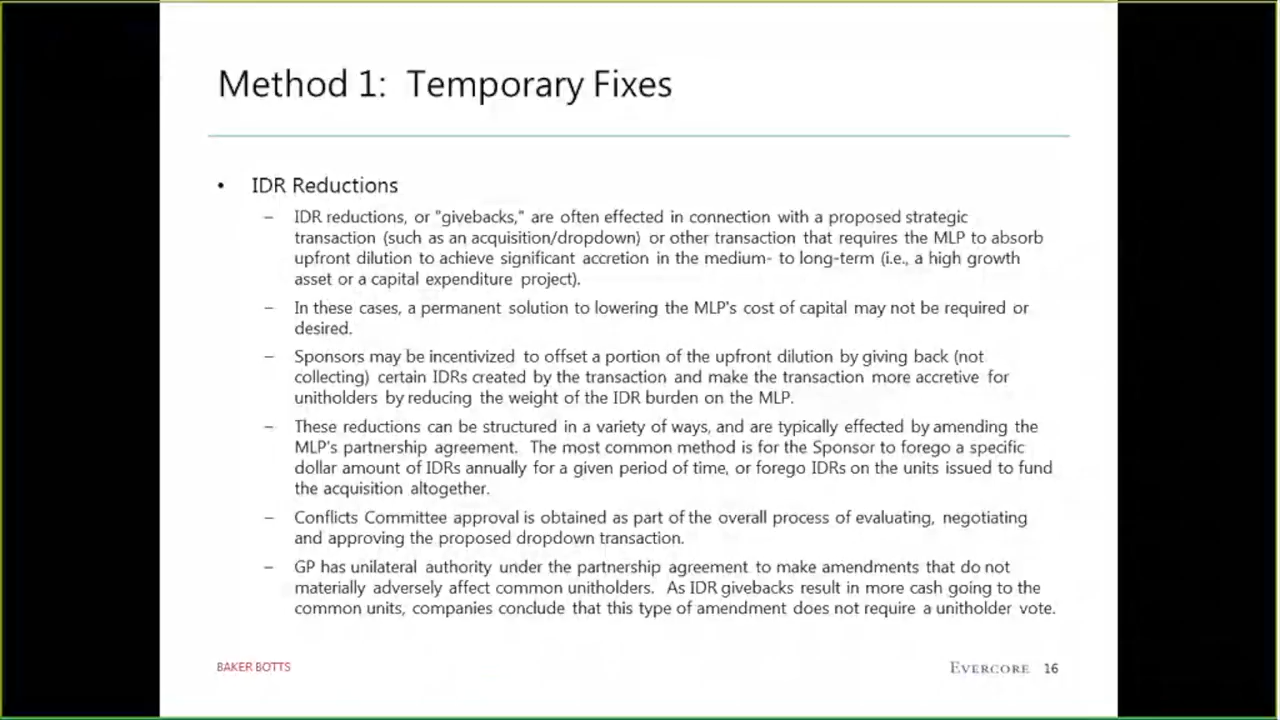 Method 1: Temporary Fixes
• IDR Reductions
– IDR reductions, or "givebacks," are often effected in connection with a proposed strategic
transaction (such as an acquisition/dropdown) or other transaction that requires the MLP to absorb
upfront dilution to achieve significant accretion in the medium- to long-term (i.e., a high growth
asset or a capital expenditure project).
– In these cases, a permanent solution to lowering the MLP's cost of capital may not be required or
desired.
– Sponsors may be incentivized to offset a portion of the upfront dilution by giving back (not
collecting) certain IDRs created by the transaction and make the transaction more accretive for
unitholders by reducing the weight of the IDR burden on the MLP.
– These reductions can be structured in a variety of ways, and are typically effected by amending the
MLP's partnership agreement. The most common method is for the Sponsor to forego a specific
dollar amount of IDRs annually for a given period of time, or forego IDRs on the units issued to fund
the acquisition altogether.
– Conflicts Committee approval is obtained as part of the overall process of evaluating, negotiating
and approving the proposed dropdown transaction.
– GP has unilateral authority under the partnership agreement to make amendments that do not
materially adversely affect common unitholders. As IDR givebacks result in more cash going to the
common units, companies conclude that this type of amendment does not require a unitholder vote.
BAKER BOTTS
EVERCORE 16